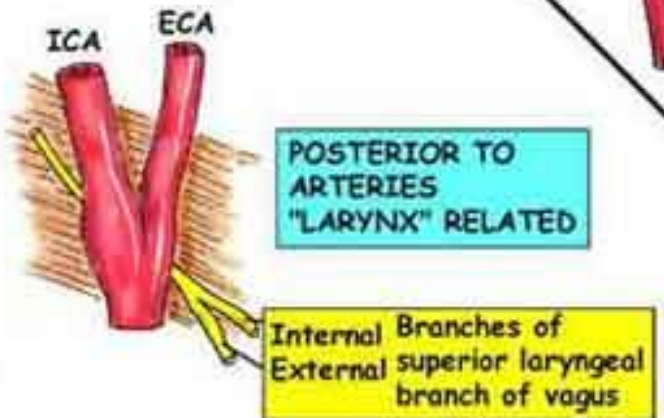 ICA
ECA
POSTERIOR TO
ARTERIES
"LARYNX" RELATED
Internal Branches of
External superior laryngeal
branch of vagus